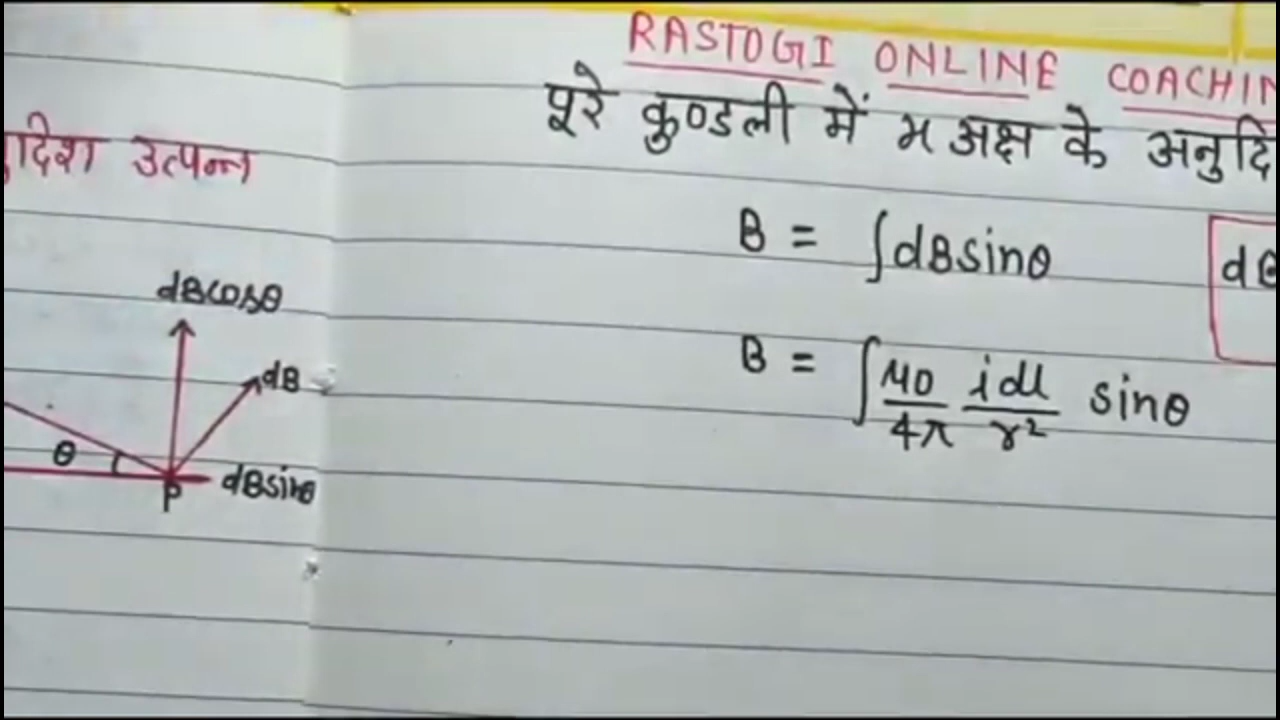 RASTOGI ONLINE COACHIN
पूरे कुण्डली में x अक्ष के अनुदि
ुदिश उत्पन्न
B = ∫dBsinθ
dB
dBcosθ
dB
B = ∫ μ0/4π idl/r² sinθ
θ
P
dBsinθ